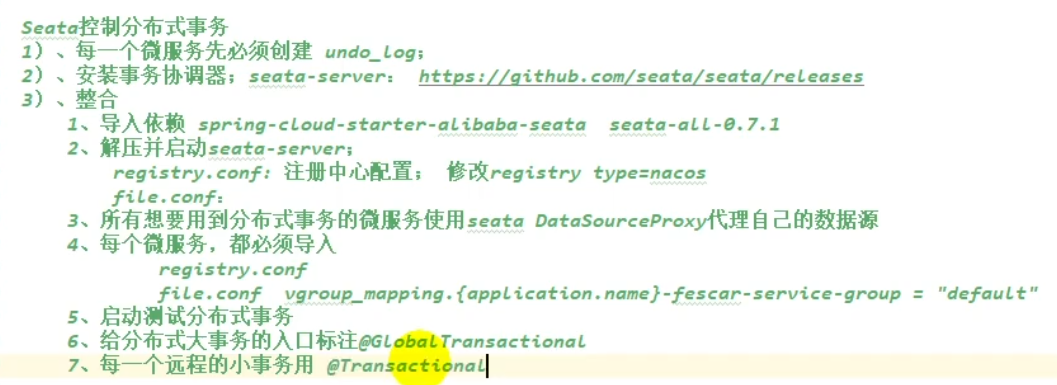 Seata控制分布式事务
1）、每一个微服务先必须创建 undo_log；
2）、安装事务协调器；seata-server： https://github.com/seata/seata/releases
3）、整合
1、导入依赖 spring-cloud-starter-alibaba-seata seata-all-0.7.1
2、解压并启动seata-server；
registry.conf: 注册中心配置； 修改registry type=nacos
file.conf：
3、所有想要用到分布式事务的微服务使用seata DataSourceProxy代理自己的数据源
4、每个微服务，都必须导入
registry.conf
file.conf vgroup_mapping.{application.name}-fescar-service-group = "default"
5、启动测试分布式事务
6、给分布式大事务的入口标注@GlobalTransactional
7、每一个远程的小事务用 @Transactional